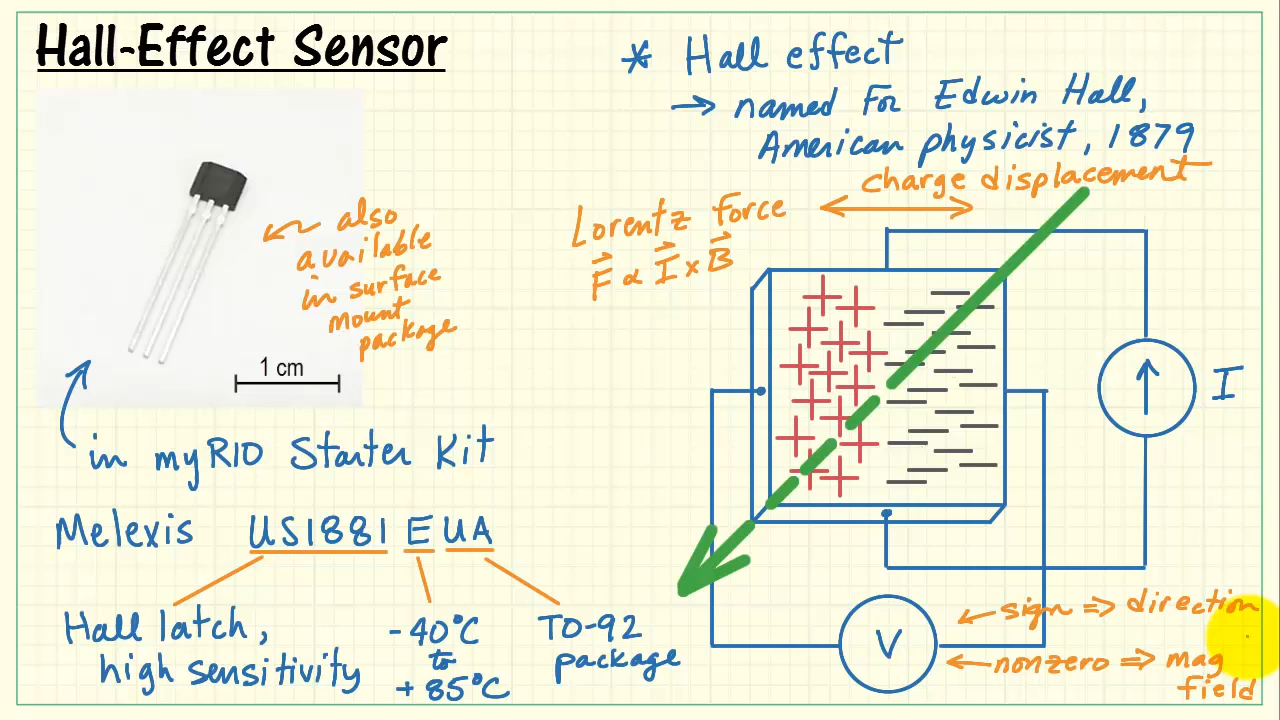 Hall-Effect Sensor
* Hall effect
→ named For Edwin Hall,
American physicist, 1879
charge displacement
Lorentz force
F⃗ ∝ I⃗ × B⃗
← also
available
in surface
mount
package
1 cm
in myRIO Starter Kit
I
Melexis US1881 E UA
Hall latch,
high sensitivity
-40°C
to
+85°C
TO-92
package
V
← sign ⇒ direction
← nonzero ⇒ mag
field